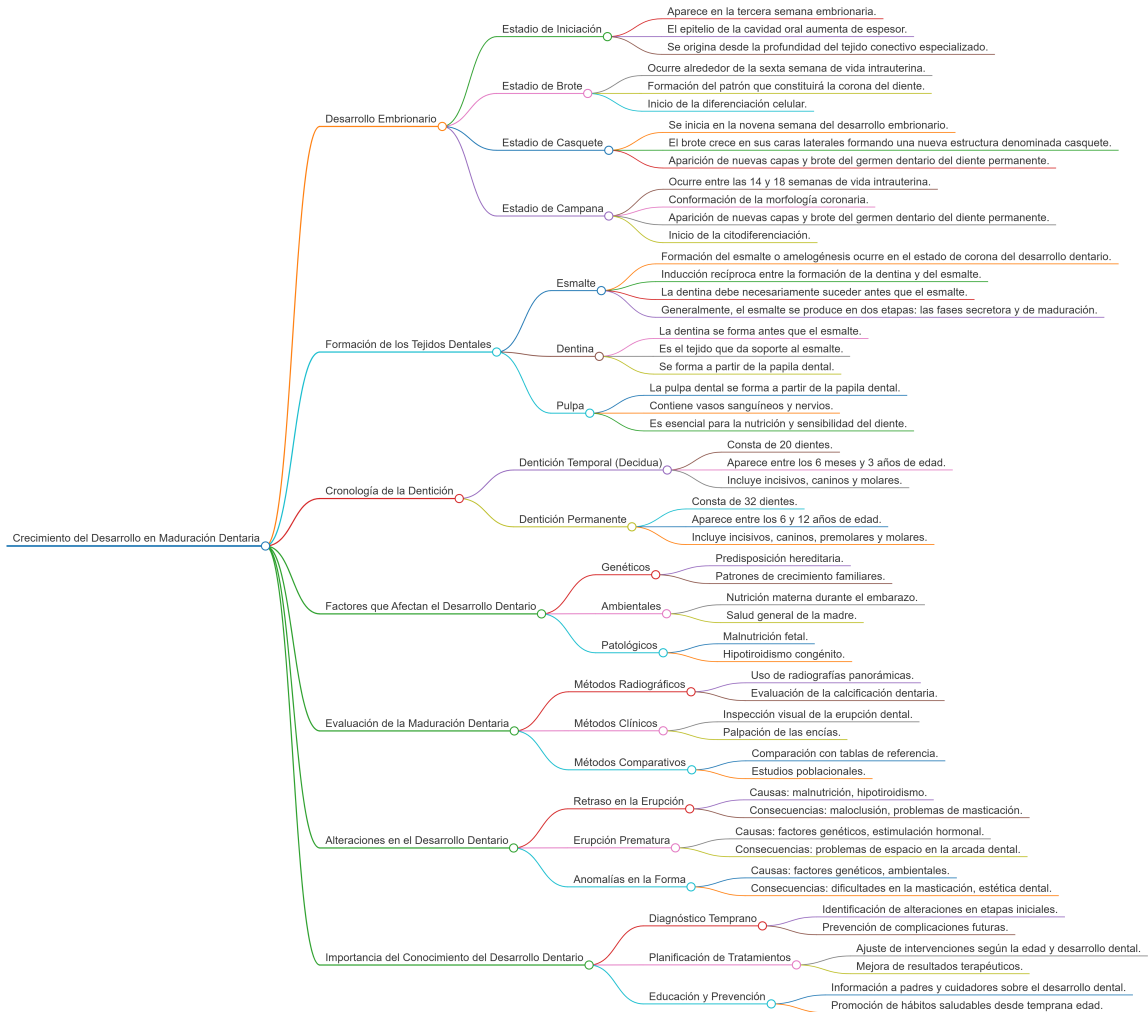 Crecimiento del Desarrollo en Maduración Dentaria
Desarrollo Embrionario
Estadio de Iniciación
Aparece en la tercera semana embrionaria.
El epitelio de la cavidad oral aumenta de espesor.
Se origina desde la profundidad del tejido conectivo especializado.
Estadio de Brote
Ocurre alrededor de la sexta semana de vida intrauterina.
Formación del patrón que constituirá la corona del diente.
Inicio de la diferenciación celular.
Estadio de Casquete
Se inicia en la novena semana del desarrollo embrionario.
El brote crece en sus caras laterales formando una nueva estructura denominada casquete.
Aparición de nuevas capas y brote del germen dentario del diente permanente.
Estadio de Campana
Ocurre entre las 14 y 18 semanas de vida intrauterina.
Conformación de la morfología coronaria.
Aparición de nuevas capas y brote del germen dentario del diente permanente.
Inicio de la citodiferenciación.
Formación de los Tejidos Dentales
Esmalte
Formación del esmalte o amelogénesis ocurre en el estado de corona del desarrollo dentario.
Inducción recíproca entre la formación de la dentina y del esmalte.
La dentina debe necesariamente suceder antes que el esmalte.
Generalmente, el esmalte se produce en dos etapas: las fases secretora y de maduración.
Dentina
La dentina se forma antes que el esmalte.
Es el tejido que da soporte al esmalte.
Se forma a partir de la papila dental.
Pulpa
La pulpa dental se forma a partir de la papila dental.
Contiene vasos sanguíneos y nervios.
Es esencial para la nutrición y sensibilidad del diente.
Cronología de la Dentición
Dentición Temporal (Decidua)
Consta de 20 dientes.
Aparece entre los 6 meses y 3 años de edad.
Incluye incisivos, caninos y molares.
Dentición Permanente
Consta de 32 dientes.
Aparece entre los 6 y 12 años de edad.
Incluye incisivos, caninos, premolares y molares.
Factores que Afectan el Desarrollo Dentario
Genéticos
Predisposición hereditaria.
Patrones de crecimiento familiares.
Ambientales
Nutrición materna durante el embarazo.
Salud general de la madre.
Patológicos
Malnutrición fetal.
Hipotiroidismo congénito.
Evaluación de la Maduración Dentaria
Métodos Radiográficos
Uso de radiografías panorámicas.
Evaluación de la calcificación dentaria.
Métodos Clínicos
Inspección visual de la erupción dental.
Palpación de las encías.
Métodos Comparativos
Comparación con tablas de referencia.
Estudios poblacionales.
Alteraciones en el Desarrollo Dentario
Retraso en la Erupción
Causas: malnutrición, hipotiroidismo.
Consecuencias: maloclusión, problemas de masticación.
Erupción Prematura
Causas: factores genéticos, estimulación hormonal.
Consecuencias: problemas de espacio en la arcada dental.
Anomalías en la Forma
Causas: factores genéticos, ambientales.
Consecuencias: dificultades en la masticación, estética dental.
Importancia del Conocimiento del Desarrollo Dentario
Diagnóstico Temprano
Identificación de alteraciones en etapas iniciales.
Prevención de complicaciones futuras.
Planificación de Tratamientos
Ajuste de intervenciones según la edad y desarrollo dental.
Mejora de resultados terapéuticos.
Educación y Prevención
Información a padres y cuidadores sobre el desarrollo dental.
Promoción de hábitos saludables desde temprana edad.